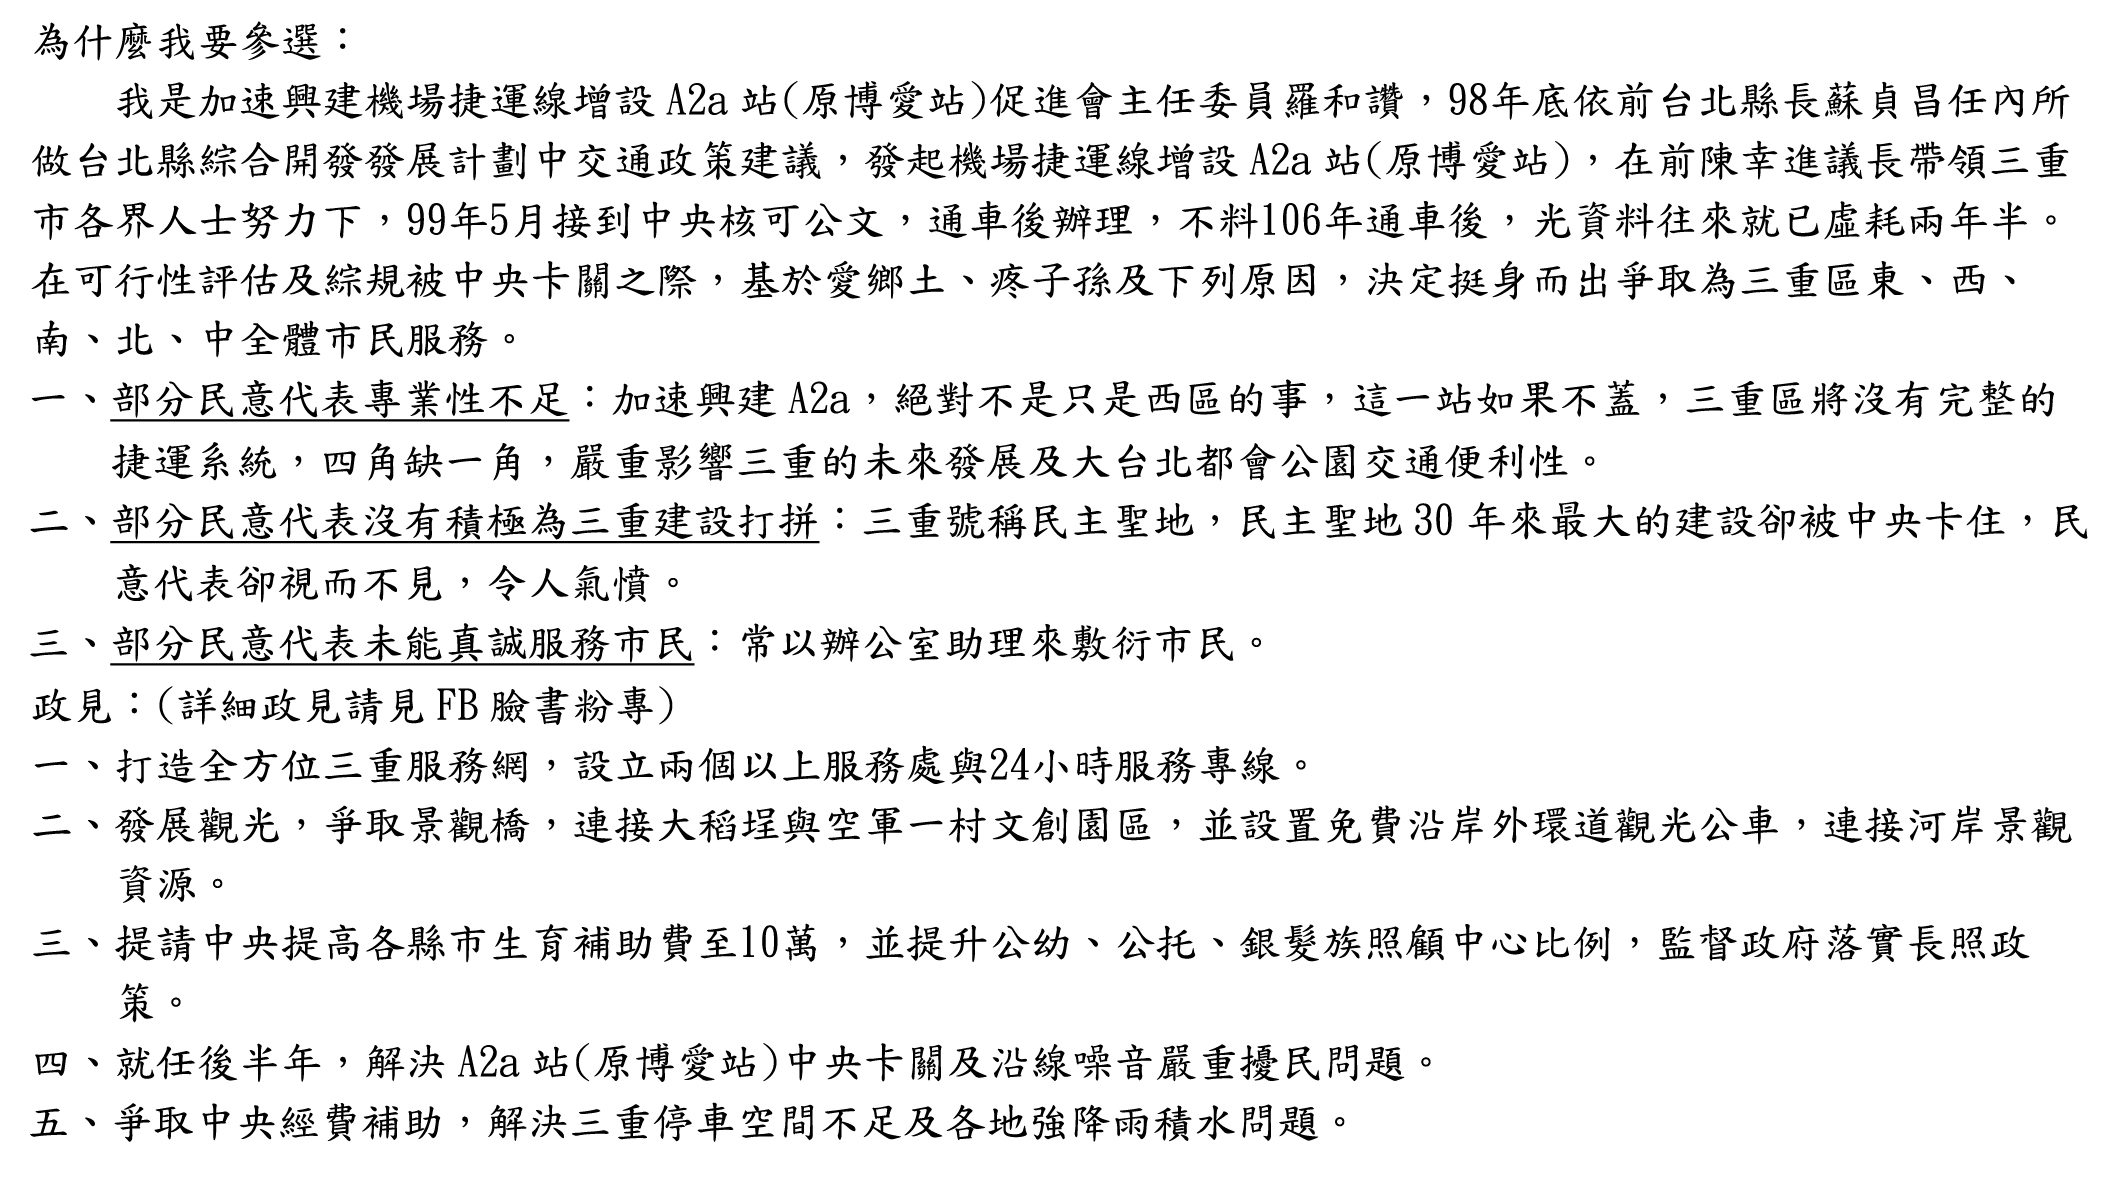 為什麼我要參選：
我是加速興建機場捷運線增設 A2a 站(原博愛站)促進會主任委員羅和讚，98年底依前台北縣長蘇貞昌任內所
做台北縣綜合開發發展計劃中交通政策建議，發起機場捷運線增設 A2a 站(原博愛站)，在前陳幸進議長帶領三重
市各界人士努力下，99年5月接到中央核可公文，通車後辦理，不料106年通車後，光資料往來就已虛耗兩年半。
在可行性評估及綜規被中央卡關之際，基於愛鄉土、疼子孫及下列原因，決定挺身而出爭取為三重區東、西、
南、北、中全體市民服務。
一、部分民意代表專業性不足：加速興建 A2a，絕對不是只是西區的事，這一站如果不蓋，三重區將沒有完整的
捷運系統，四角缺一角，嚴重影響三重的未來發展及大台北都會公園交通便利性。
二、部分民意代表沒有積極為三重建設打拼：三重號稱民主聖地，民主聖地 30 年來最大的建設卻被中央卡住，民
意代表卻視而不見，令人氣憤。
三、部分民意代表未能真誠服務市民：常以辦公室助理來敷衍市民。
政見：(詳細政見請見 FB 臉書粉專)
一、打造全方位三重服務網，設立兩個以上服務處與24小時服務專線。
二、發展觀光，爭取景觀橋，連接大稻埕與空軍一村文創園區，並設置免費沿岸外環道觀光公車，連接河岸景觀
資源。
三、提請中央提高各縣市生育補助費至10萬，並提升公幼、公托、銀髮族照顧中心比例，監督政府落實長照政
策。
四、就任後半年，解決 A2a 站(原博愛站)中央卡關及沿線噪音嚴重擾民問題。
五、爭取中央經費補助，解決三重停車空間不足及各地強降雨積水問題。